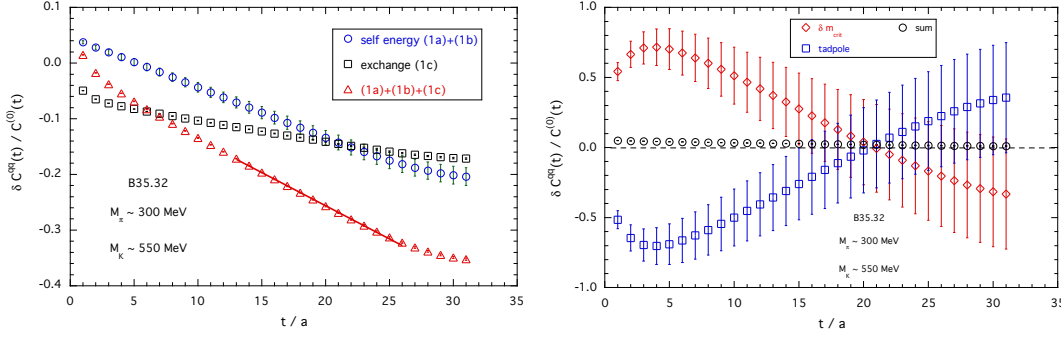 0.1
0.0
-0.1
-0.2
-0.3
-0.4
δ C^qq(t) / C^(0)(t)
self energy (1a)+(1b)
exchange (1c)
(1a)+(1b)+(1c)
B35.32
M_π ~ 300 MeV
M_K ~ 550 MeV
0 5 10 15 20 25 30 35
t / a
1.0
0.5
0.0
-0.5
-1.0
δ C^qq(t) / C^(0)(t)
δ m_crit
sum
tadpole
B35.32
M_π ~ 300 MeV
M_K ~ 550 MeV
0 5 10 15 20 25 30 35
t / a